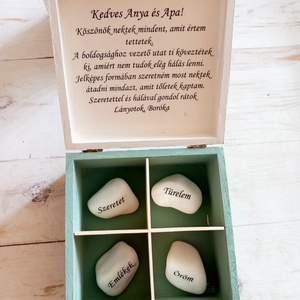 Kedves Anya és Apa!
Köszönök nektek mindent, amit értem
tettetek.
A boldogsághoz vezető utat ti követtétek
ki, amiért nem tudok elég hálás lenni.
Jelképes formában szeretném most nektek
átadni mindazt, amit tőletek kaptam.
Szeretettel és hálával gondol rátok
Lányotok, Boróka
Szeretet
Türelem
Emlékek
Öröm